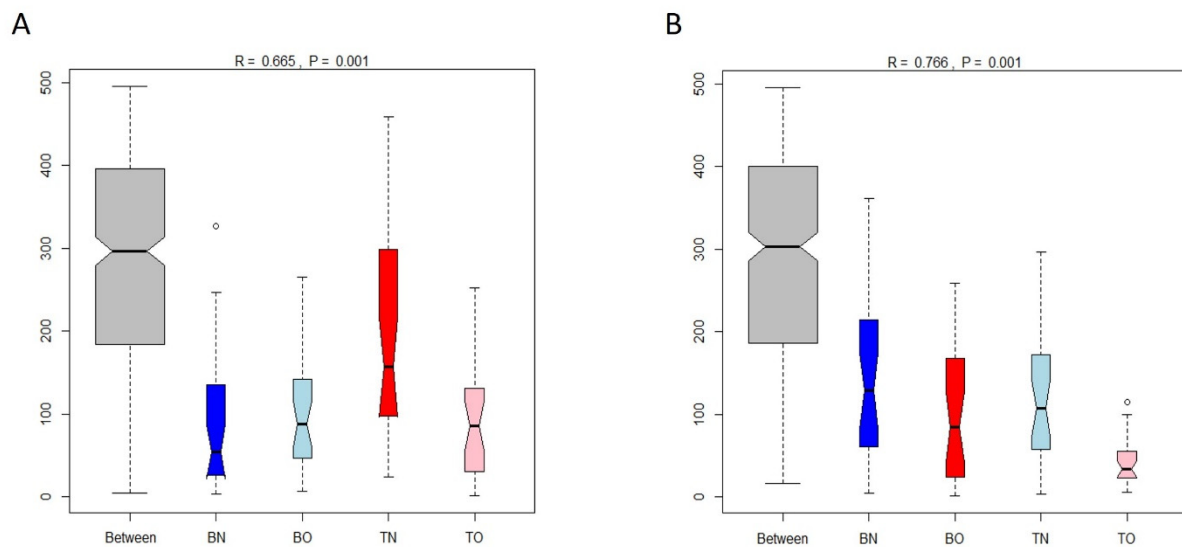 A
R = 0.665 , P = 0.001
500
400
300
200
100
0
Between BN BO TN TO
B
R = 0.766 , P = 0.001
500
400
300
200
100
0
Between BN BO TN TO